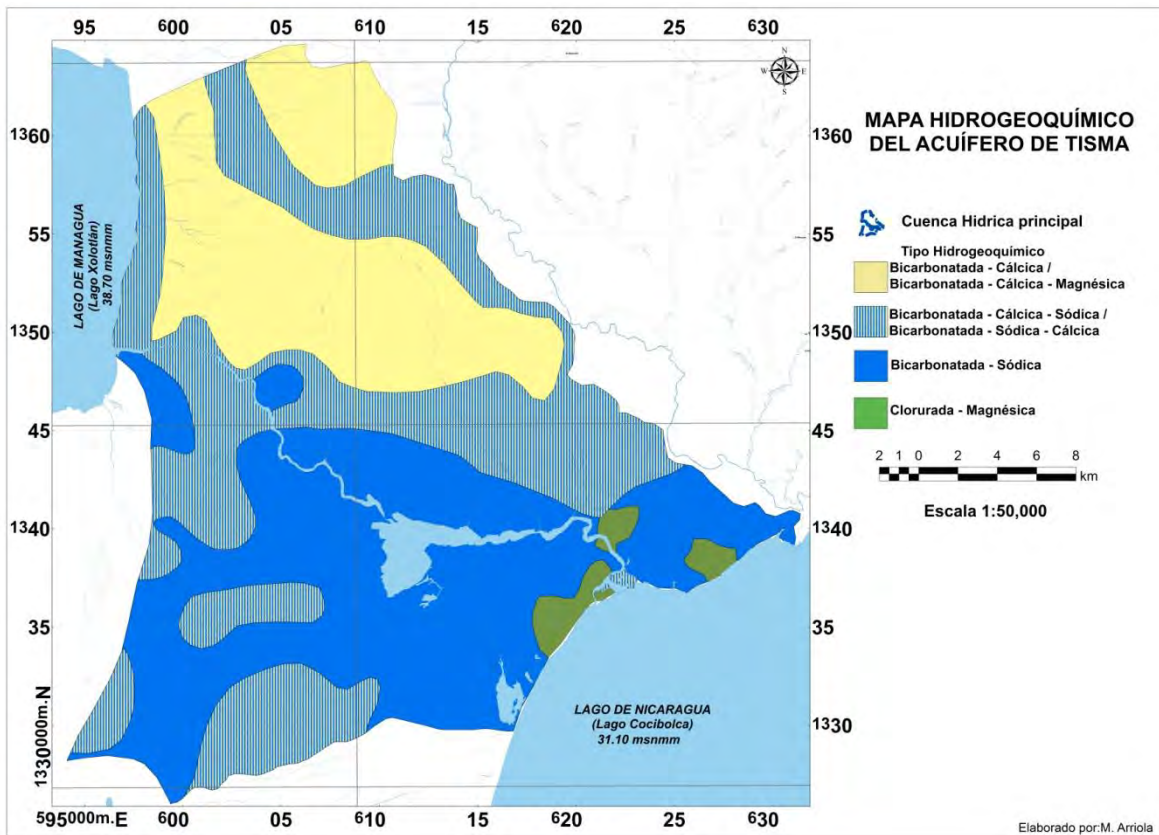 95 ⁶00 05 ⁶10 15 ⁶20 25 ⁶30
N
W E
S
MAPA HIDROGEOQUÍMICO
DEL ACUÍFERO DE TISMA
Cuenca Hídrica principal
Tipo Hidrogeoquímico
Bicarbonatada - Cálcica /
Bicarbonatada - Cálcica - Magnésica
Bicarbonatada - Cálcica - Sódica /
Bicarbonatada - Sódica - Cálcica
Bicarbonatada - Sódica
Clorurada - Magnésica
2 1 0 2 4 6 8
km
Escala 1:50,000
¹³60
55
¹³50
45
¹³40
35
¹³30⁰⁰⁰m.N
¹³60
55
¹³50
45
¹³40
35
¹³30
LAGO DE MANAGUA
(Lago Xolotlán)
38.70 msnmm
LAGO DE NICARAGUA
(Lago Cocibolca)
31.10 msnmm
⁵95⁰⁰⁰m.E ⁶00 05 ⁶10 15 ⁶20 25 ⁶30
Elaborado por:M. Arriola